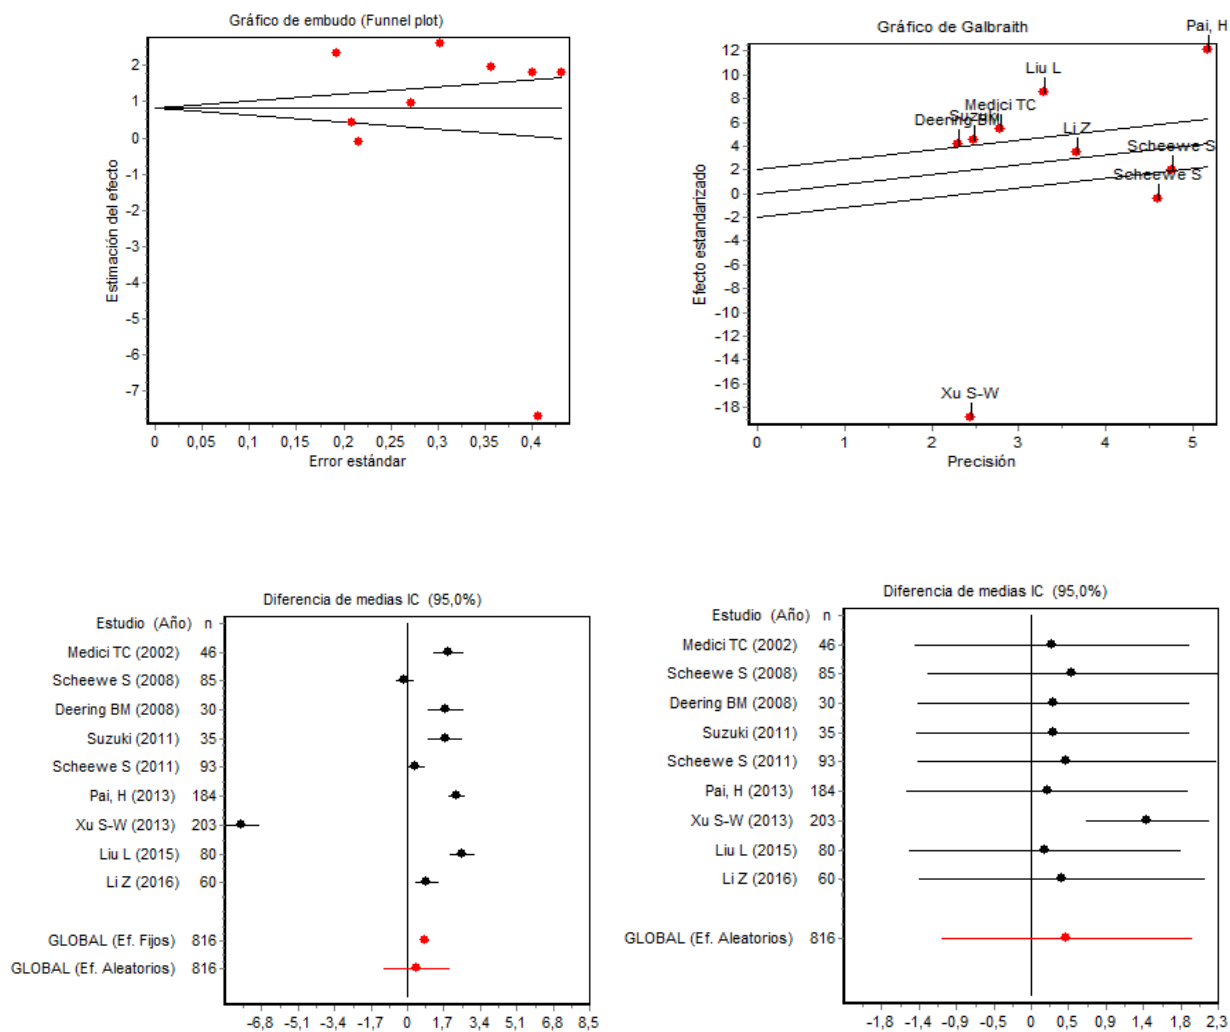 Gráfico de embudo (Funnel plot)
Estimación del efecto
2
1
0
-1
-2
-3
-4
-5
-6
-7
0 0,05 0,1 0,15 0,2 0,25 0,3 0,35 0,4
Error estándar
Gráfico de Galbraith
Efecto estandarizado
12
10
8
6
4
2
0
-2
-4
-6
-8
-10
-12
-14
-16
-18
Pai, H
Liu L
Medici TC
Suzuki
Deering BM
Li Z
Scheewe S
Scheewe S
Xu S-W
0 1 2 3 4 5
Precisión
Diferencia de medias IC (95,0%)
Estudio (Año) n
Medici TC (2002) 46
Scheewe S (2008) 85
Deering BM (2008) 30
Suzuki (2011) 35
Scheewe S (2011) 93
Pai, H (2013) 184
Xu S-W (2013) 203
Liu L (2015) 80
Li Z (2016) 60
GLOBAL (Ef. Fijos) 816
GLOBAL (Ef. Aleatorios) 816
-6,8 -5,1 -3,4 -1,7 0 1,7 3,4 5,1 6,8 8,5
Diferencia de medias IC (95,0%)
Estudio (Año) n
Medici TC (2002) 46
Scheewe S (2008) 85
Deering BM (2008) 30
Suzuki (2011) 35
Scheewe S (2011) 93
Pai, H (2013) 184
Xu S-W (2013) 203
Liu L (2015) 80
Li Z (2016) 60
GLOBAL (Ef. Aleatorios) 816
-1,8 -1,4 -0,9 -0,5 0 0,5 0,9 1,4 1,8 2,3